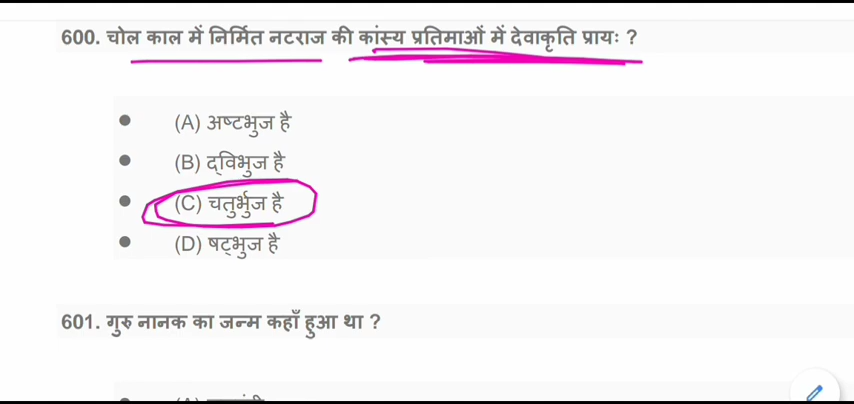 600. चोल काल में निर्मित नटराज की कांस्य प्रतिमाओं में देवाकृति प्रायः ?
(A) अष्टभुज है
(B) द्विभुज है
(C) चतुर्भुज है
(D) षट्भुज है
601. गुरु नानक का जन्म कहाँ हुआ था ?